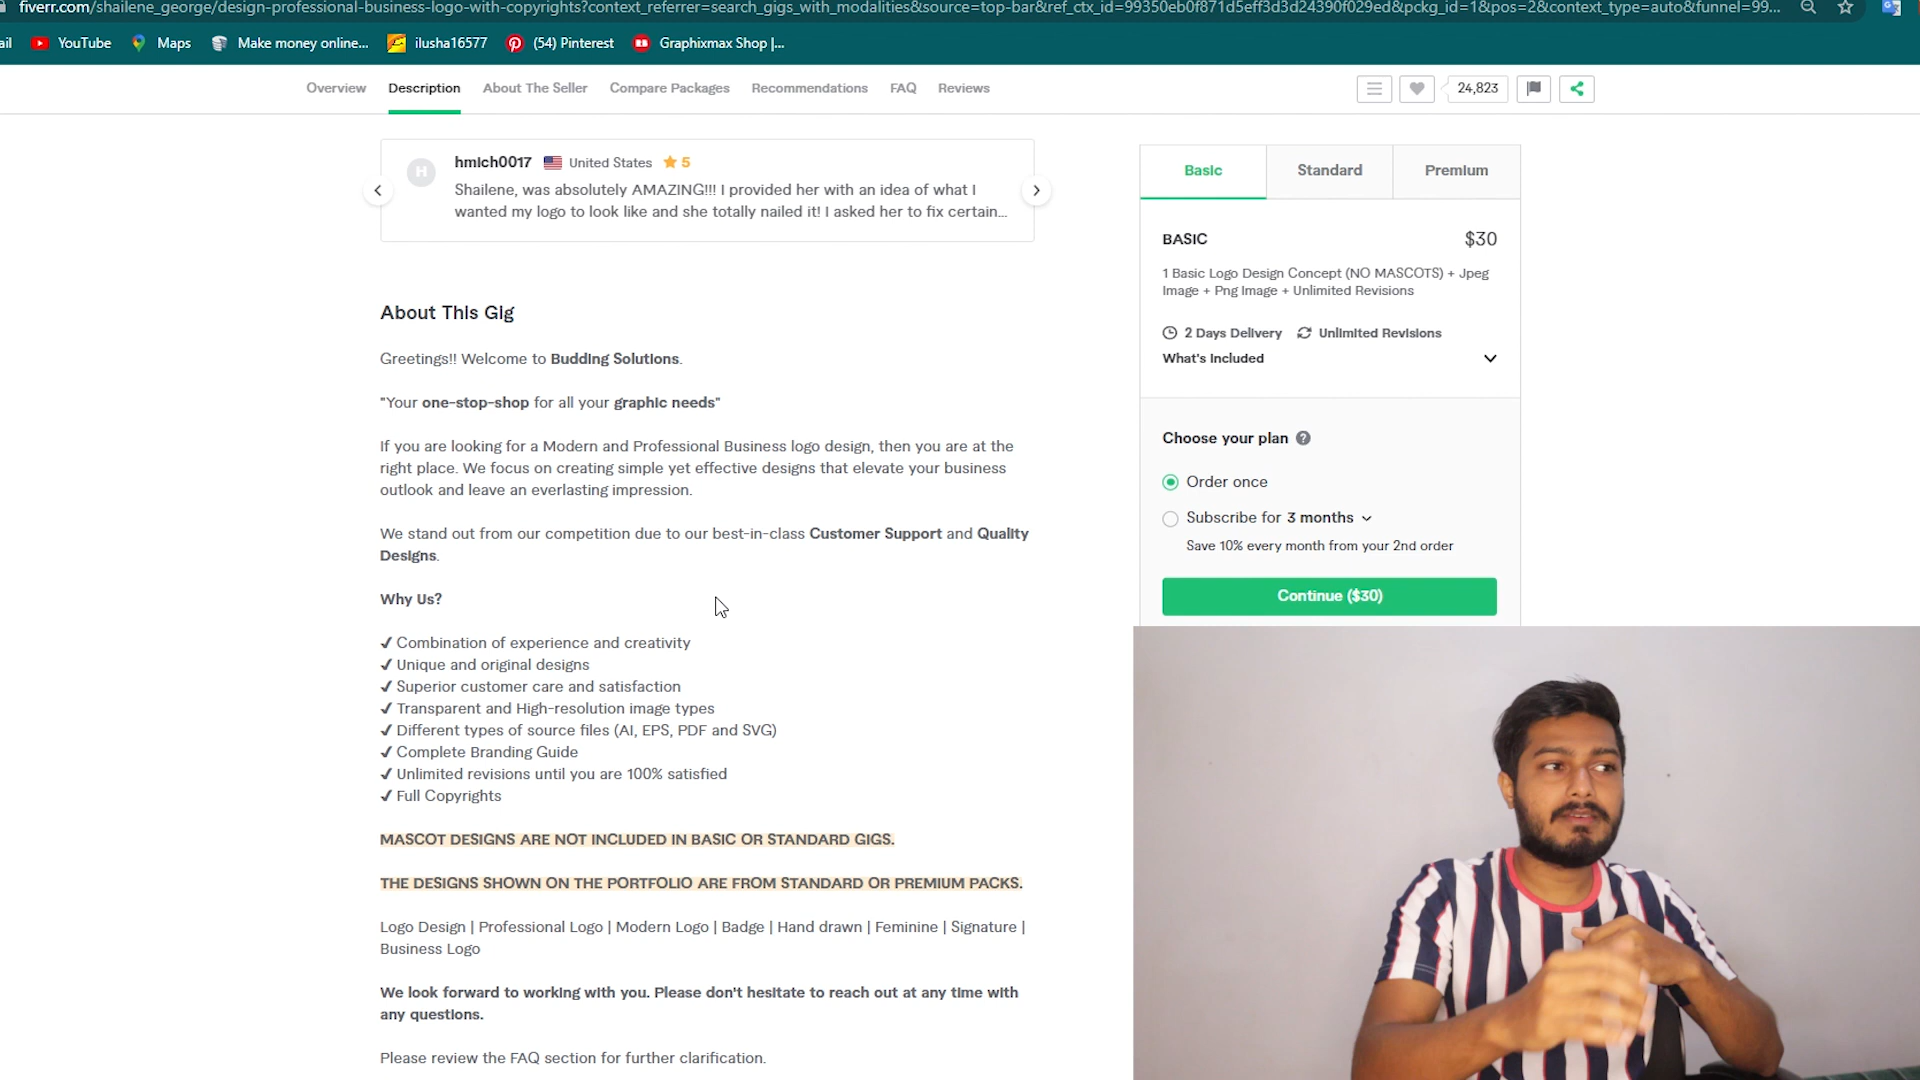 fiverr.com/shailene_george/design-professional-business-logo-with-copyrights?context_referrer=search_gigs_with_modalities&source=top-bar&ref_ctx_id=99350eb0f871d5eff3d3d24390f029ed&pckg_id=1&pos=2&context_type=auto&funnel=99...
ail YouTube Maps Make money online... ilusha16577 (54) Pinterest Graphixmax Shop |...
Overview Description About The Seller Compare Packages Recommendations FAQ Reviews 24,823
H hmich0017 United States 5
Shailene, was absolutely AMAZING!!! I provided her with an idea of what I
wanted my logo to look like and she totally nailed it! I asked her to fix certain...
About This Gig
Greetings!! Welcome to Budding Solutions.
"Your one-stop-shop for all your graphic needs"
If you are looking for a Modern and Professional Business logo design, then you are at the
right place. We focus on creating simple yet effective designs that elevate your business
outlook and leave an everlasting impression.
We stand out from our competition due to our best-in-class Customer Support and Quality
Designs.
Why Us?
✔ Combination of experience and creativity
✔ Unique and original designs
✔ Superior customer care and satisfaction
✔ Transparent and High-resolution image types
✔ Different types of source files (AI, EPS, PDF and SVG)
✔ Complete Branding Guide
✔ Unlimited revisions until you are 100% satisfied
✔ Full Copyrights
MASCOT DESIGNS ARE NOT INCLUDED IN BASIC OR STANDARD GIGS.
THE DESIGNS SHOWN ON THE PORTFOLIO ARE FROM STANDARD OR PREMIUM PACKS.
Logo Design | Professional Logo | Modern Logo | Badge | Hand drawn | Feminine | Signature |
Business Logo
We look forward to working with you. Please don't hesitate to reach out at any time with
any questions.
Please review the FAQ section for further clarification.
Basic Standard Premium
BASIC $30
1 Basic Logo Design Concept (NO MASCOTS) + Jpeg
Image + Png Image + Unlimited Revisions
2 Days Delivery Unlimited Revisions
What's Included
Choose your plan ?
Order once
Subscribe for 3 months
Save 10% every month from your 2nd order
Continue ($30)